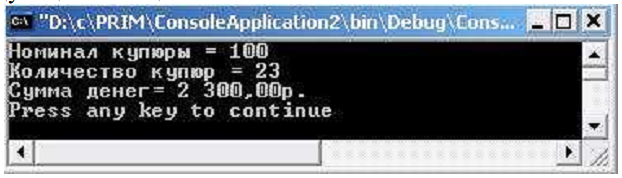 "D:\c\PRIM\ConsoleApplication2\bin\Debug\Cons...
Номинал купюры = 100
Количество купюр = 23
Сумма денег= 2 300,00р.
Press any key to continue